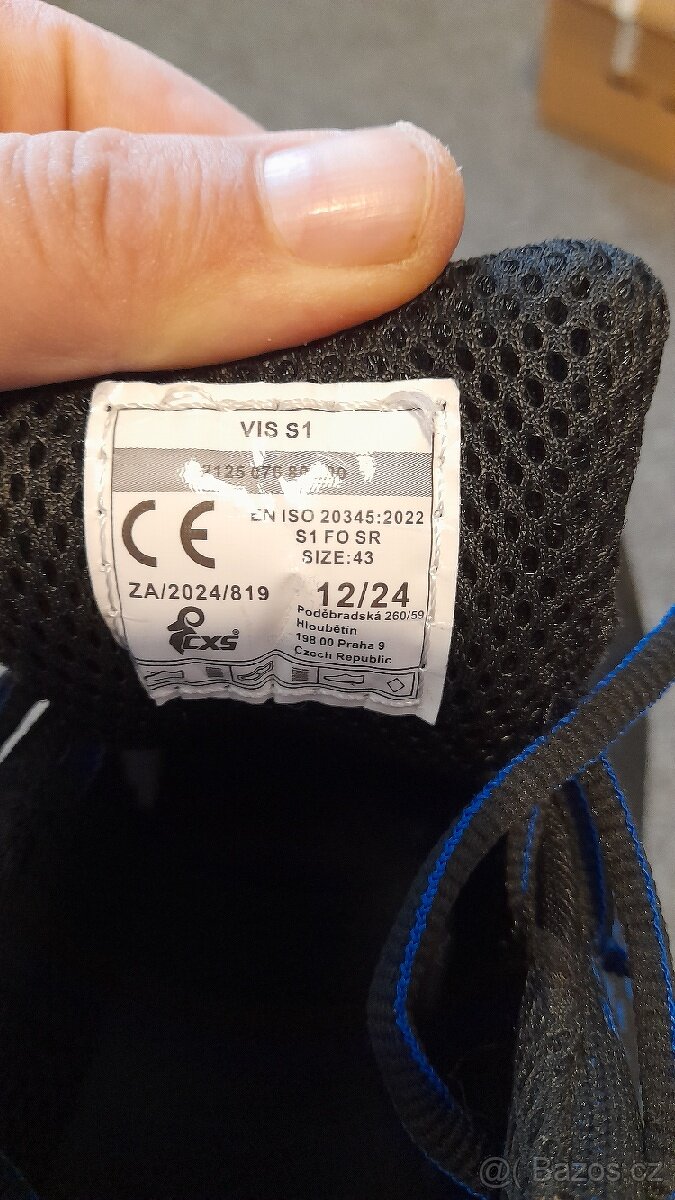 VIS S1
CE
EN ISO 20345:2022
S1 FO SR
SIZE:43
ZA/2024/819
12/24
Poděbradská 260/59
Hloubětín
198 00 Praha 9
Czech Republic
CXS®
@( Bazos.cz